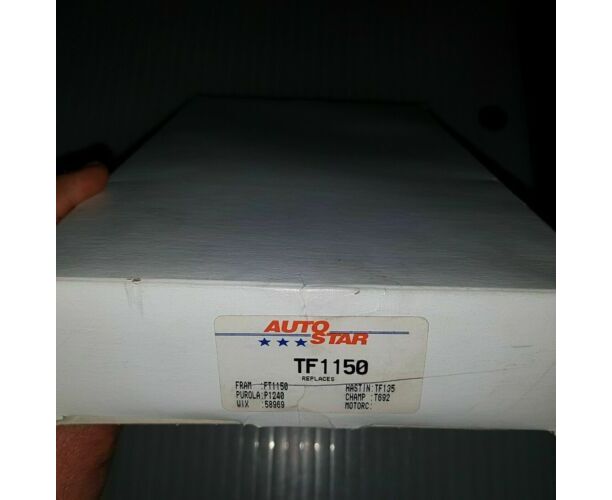 AUTO
STAR
TF1150
REPLACES
FRAM :FT1150 HASTIN:TF135
PUROLA:P1240 CHAMP :T692
WIX :58969 MOTORC: